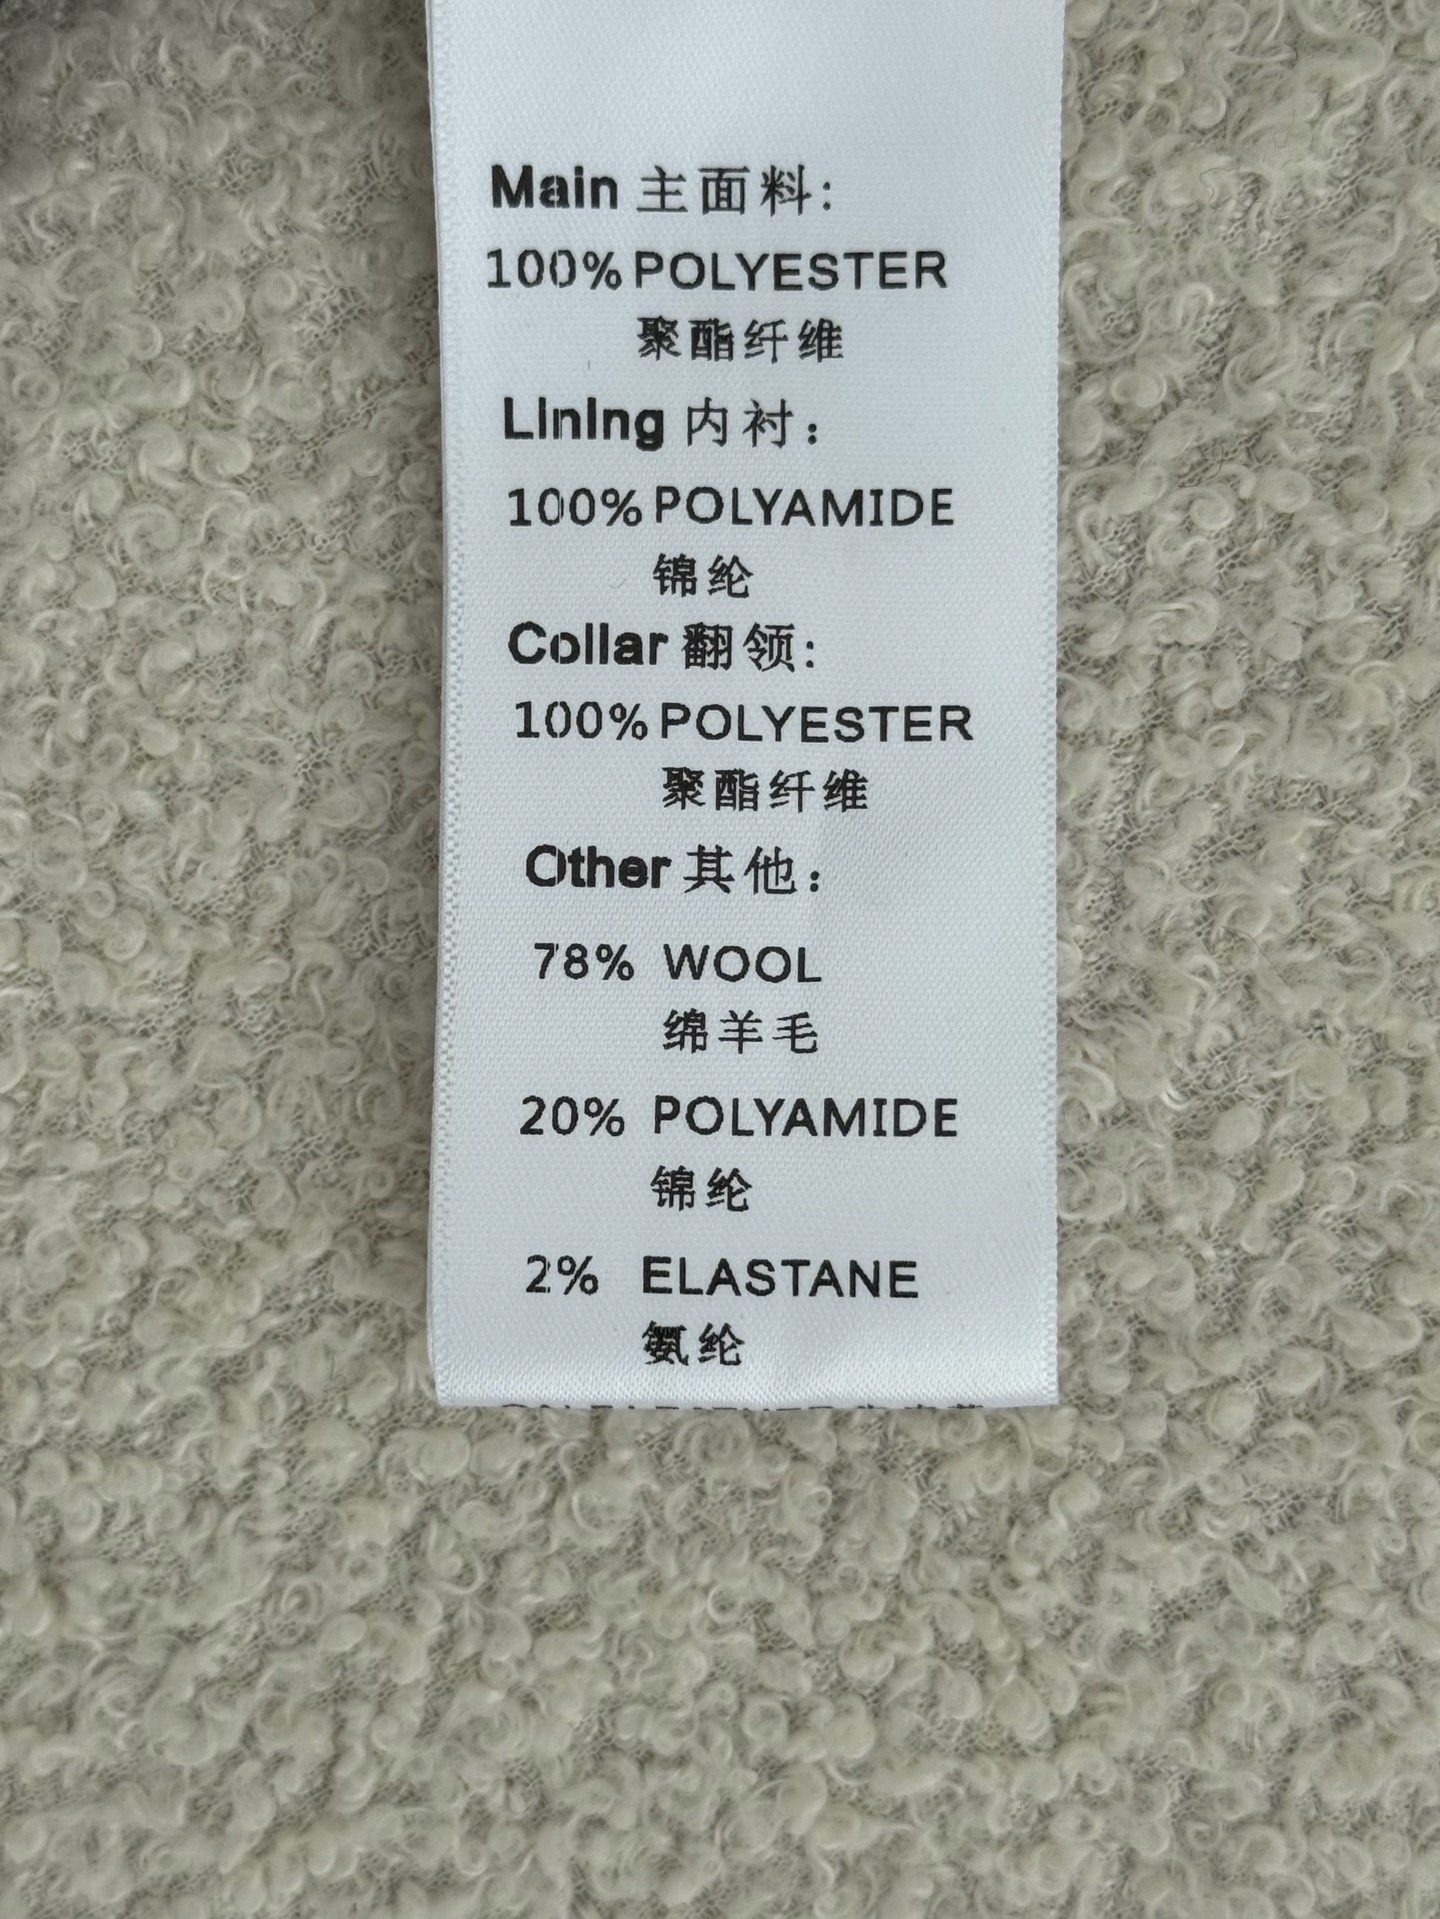 Main 主面料:
100% POLYESTER
聚酯纤维
Lining 内衬：
100% POLYAMIDE
锦纶
Collar 翻领:
100% POLYESTER
聚酯纤维
Other 其他：
78% WOOL
绵羊毛
20% POLYAMIDE
锦纶
2% ELASTANE
氨纶